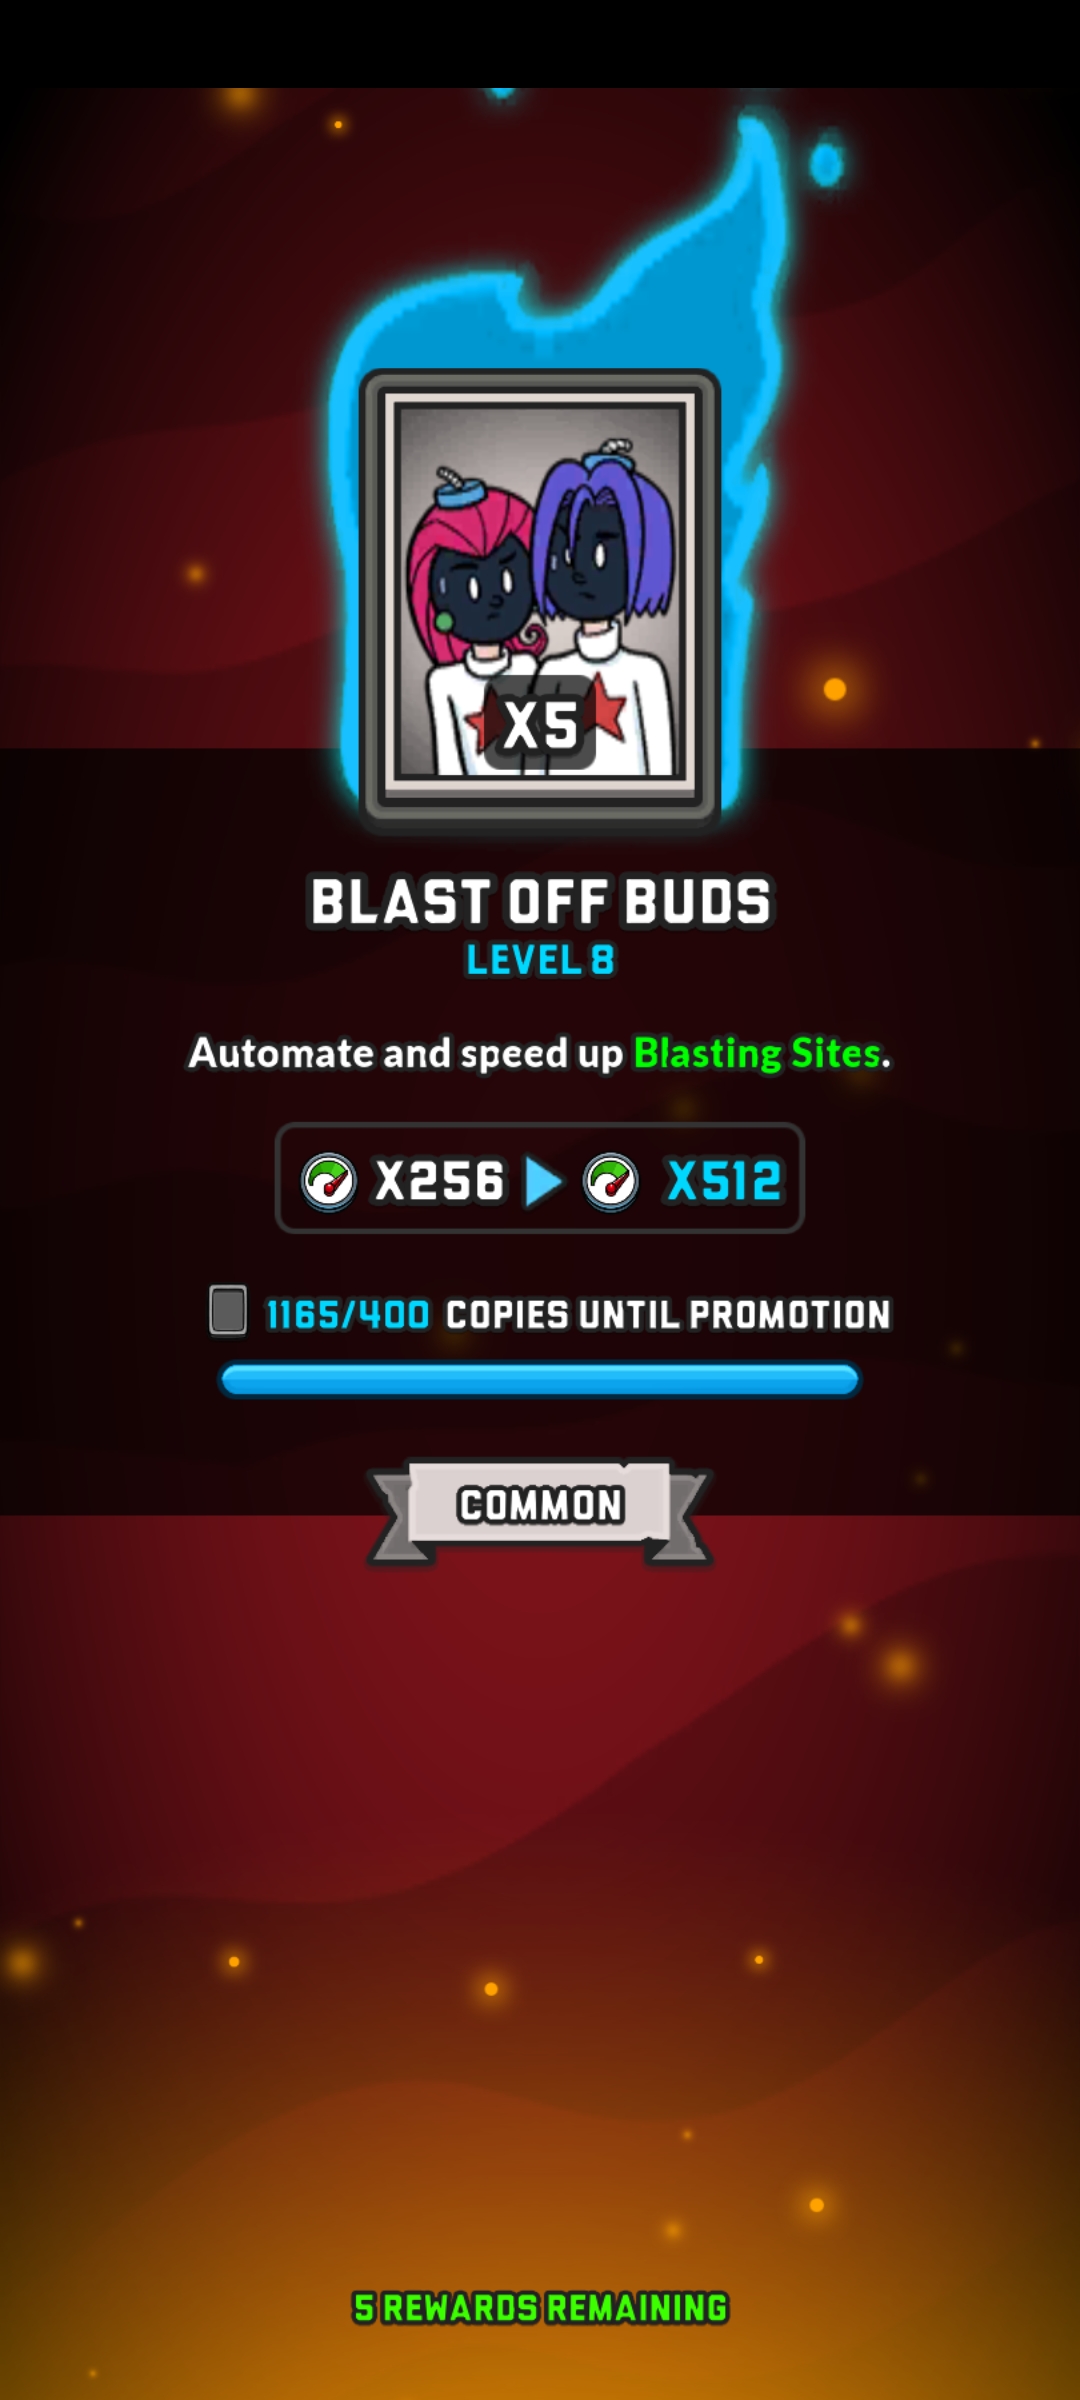 X5
BLAST OFF BUDS
LEVEL 8
Automate and speed up Blasting Sites.
X256 X512
1165/400 COPIES UNTIL PROMOTION
COMMON
5 REWARDS REMAINING